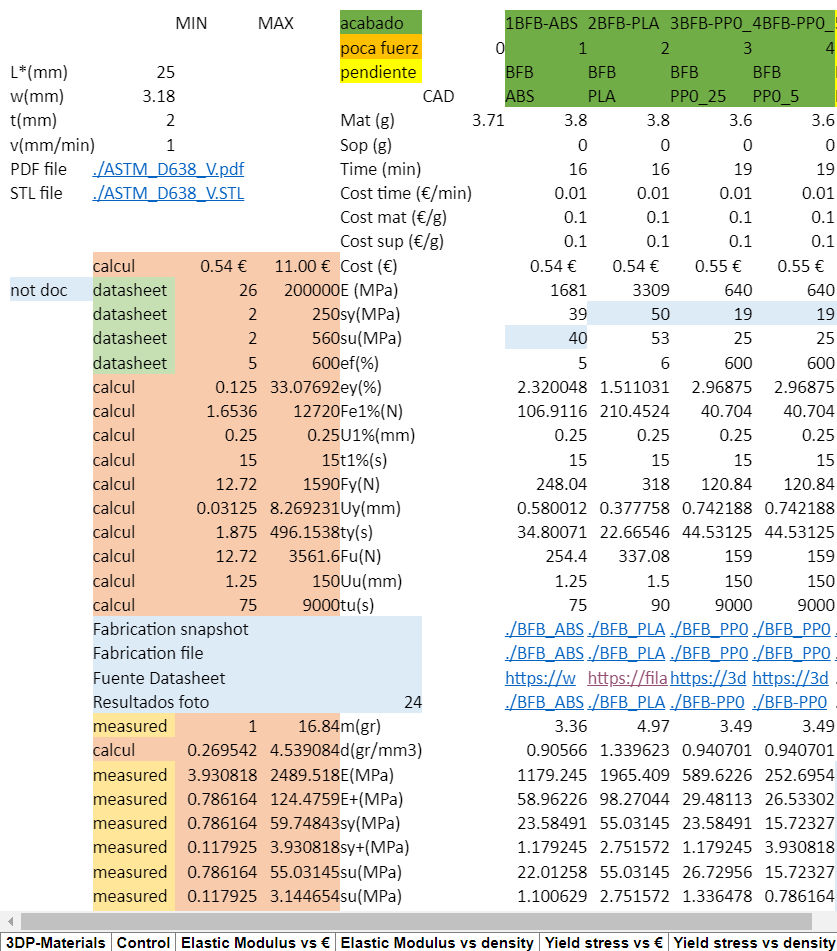 MIN MAX acabado 1BFB-ABS 2BFB-PLA 3BFB-PP0_ 4BFB-PP0_
poca fuerz 0 1 2 3 4
L*(mm) 25 pendiente BFB BFB BFB BFB
w(mm) 3.18 CAD ABS PLA PP0_25 PP0_5
t(mm) 2 Mat (g) 3.71 3.8 3.8 3.6 3.6
v(mm/min) 1 Sop (g) 0 0 0 0
PDF file ./ASTM_D638_V.pdf Time (min) 16 16 19 19
STL file ./ASTM_D638_V.STL Cost time (€/min) 0.01 0.01 0.01 0.01
Cost mat (€/g) 0.1 0.1 0.1 0.1
Cost sup (€/g) 0.1 0.1 0.1 0.1
calcul 0.54 € 11.00 € Cost (€) 0.54 € 0.54 € 0.55 € 0.55 €
not doc datasheet 26 200000 E (MPa) 1681 3309 640 640
datasheet 2 250 sy(MPa) 39 50 19 19
datasheet 2 560 su(MPa) 40 53 25 25
datasheet 5 600 ef(%) 5 6 600 600
calcul 0.125 33.07692 ey(%) 2.320048 1.511031 2.96875 2.96875
calcul 1.6536 12720 Fe1%(N) 106.9116 210.4524 40.704 40.704
calcul 0.25 0.25 U1%(mm) 0.25 0.25 0.25 0.25
calcul 15 15 t1%(s) 15 15 15 15
calcul 12.72 1590 Fy(N) 248.04 318 120.84 120.84
calcul 0.03125 8.269231 Uy(mm) 0.580012 0.377758 0.742188 0.742188
calcul 1.875 496.1538 ty(s) 34.80071 22.66546 44.53125 44.53125
calcul 12.72 3561.6 Fu(N) 254.4 337.08 159 159
calcul 1.25 150 Uu(mm) 1.25 1.5 150 150
calcul 75 9000 tu(s) 75 90 9000 9000
Fabrication snapshot ./BFB_ABS ./BFB_PLA ./BFB_PP0 ./BFB_PP0
Fabrication file ./BFB_ABS ./BFB_PLA ./BFB_PP0 ./BFB_PP0
Fuente Datasheet https://w https://fila https://3d https://3d
Resultados foto 24 ./BFB_ABS ./BFB_PLA ./BFB-PP0 ./BFB-PP0
measured 1 16.84 m(gr) 3.36 4.97 3.49 3.49
calcul 0.269542 4.539084 d(gr/mm3) 0.90566 1.339623 0.940701 0.940701
measured 3.930818 2489.518 E(MPa) 1179.245 1965.409 589.6226 252.6954
measured 0.786164 124.4759 E+(MPa) 58.96226 98.27044 29.48113 26.53302
measured 0.786164 59.74843 sy(MPa) 23.58491 55.03145 23.58491 15.72327
measured 0.117925 3.930818 sy+(MPa) 1.179245 2.751572 1.179245 3.930818
measured 0.786164 55.03145 su(MPa) 22.01258 55.03145 26.72956 15.72327
measured 0.117925 3.144654 su(MPa) 1.100629 2.751572 1.336478 0.786164
3DP-Materials Control Elastic Modulus vs € Elastic Modulus vs density Yield stress vs € Yield stress vs density